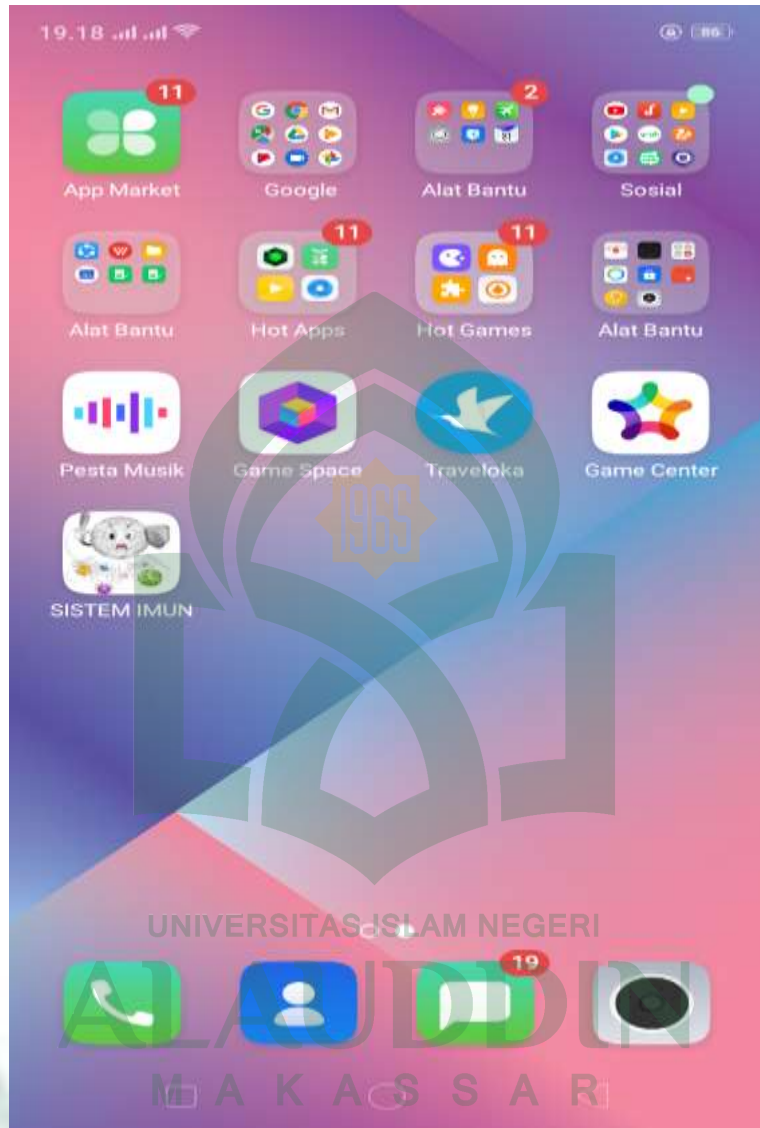 19.18 86
11 2
App Market Google Alat Bantu Sosial
11 11
Alat Bantu Hot Apps Hot Games Alat Bantu
Pesta Musik Game Space Traveloka Game Center
1965
SISTEM IMUN
UNIVERSITAS ISLAM NEGERI
19
ALAUDDIN
MAKASSAR